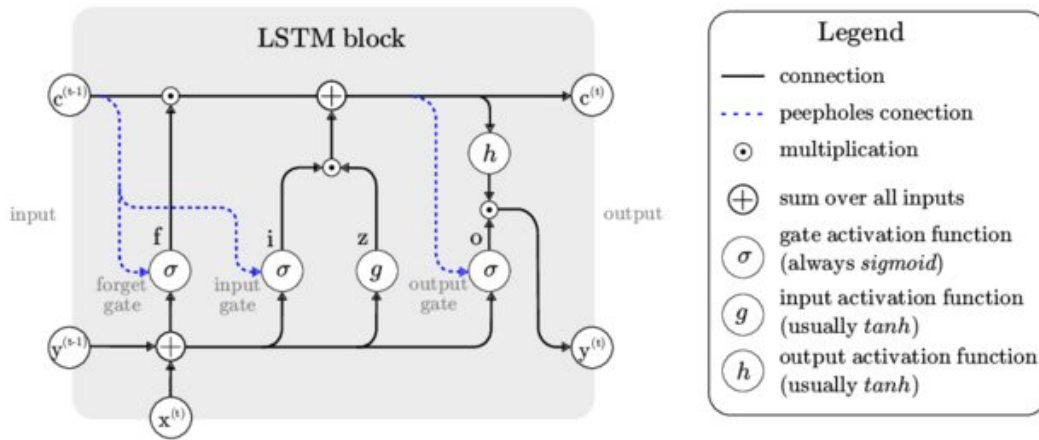 LSTM block
c(t-1)
c(t)
h
input
output
f
i
z
o
σ
σ
g
σ
forget
gate
input
gate
output
gate
y(t-1)
y(t)
x(t)
Legend
connection
peepholes conection
multiplication
sum over all inputs
σ
gate activation function
(always sigmoid)
g
input activation function
(usually tanh)
h
output activation function
(usually tanh)